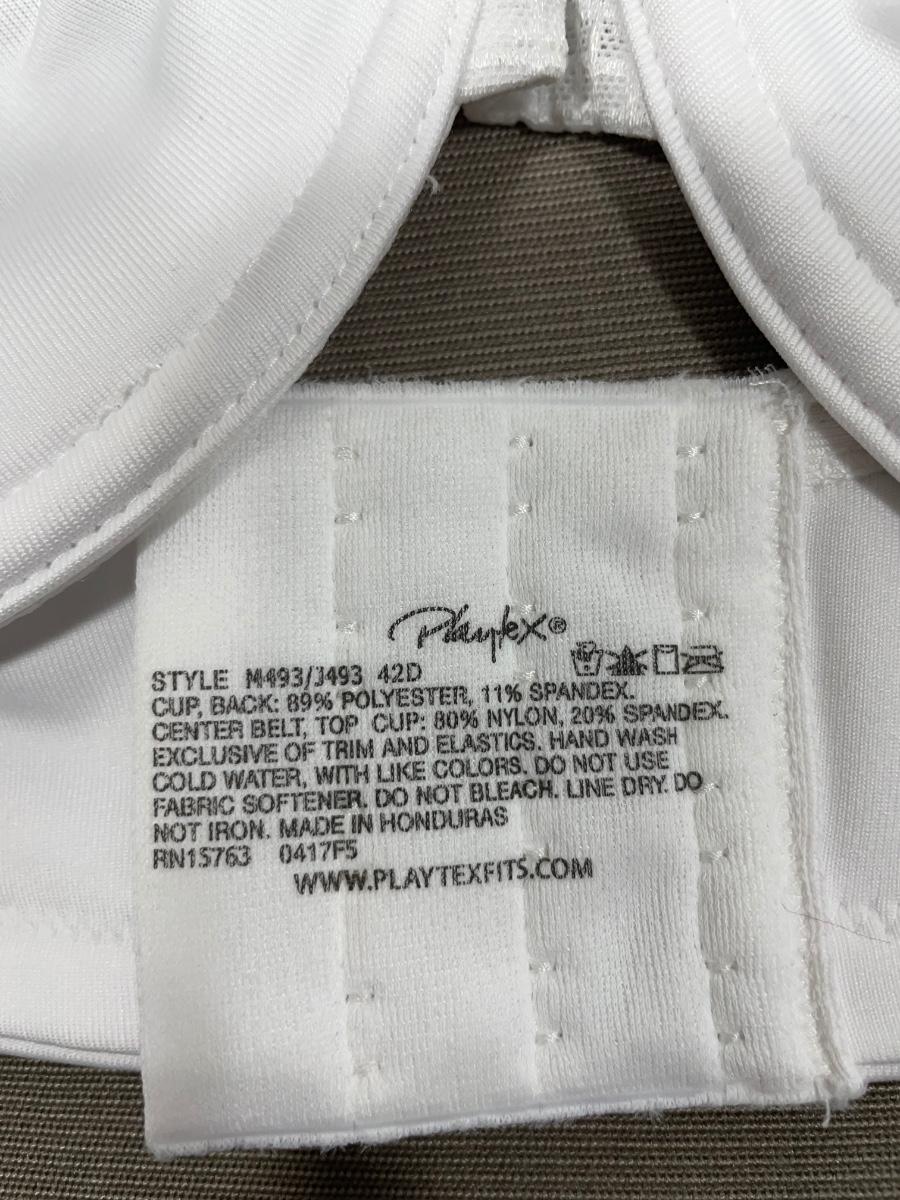 Playtex®
STYLE M493/J493 42D
CUP, BACK: 89% POLYESTER, 11% SPANDEX.
CENTER BELT, TOP CUP: 80% NYLON, 20% SPANDEX.
EXCLUSIVE OF TRIM AND ELASTICS. HAND WASH
COLD WATER, WITH LIKE COLORS. DO NOT USE
FABRIC SOFTENER. DO NOT BLEACH. LINE DRY. DO
NOT IRON. MADE IN HONDURAS
RN15763 0417F5
WWW.PLAYTEXFITS.COM